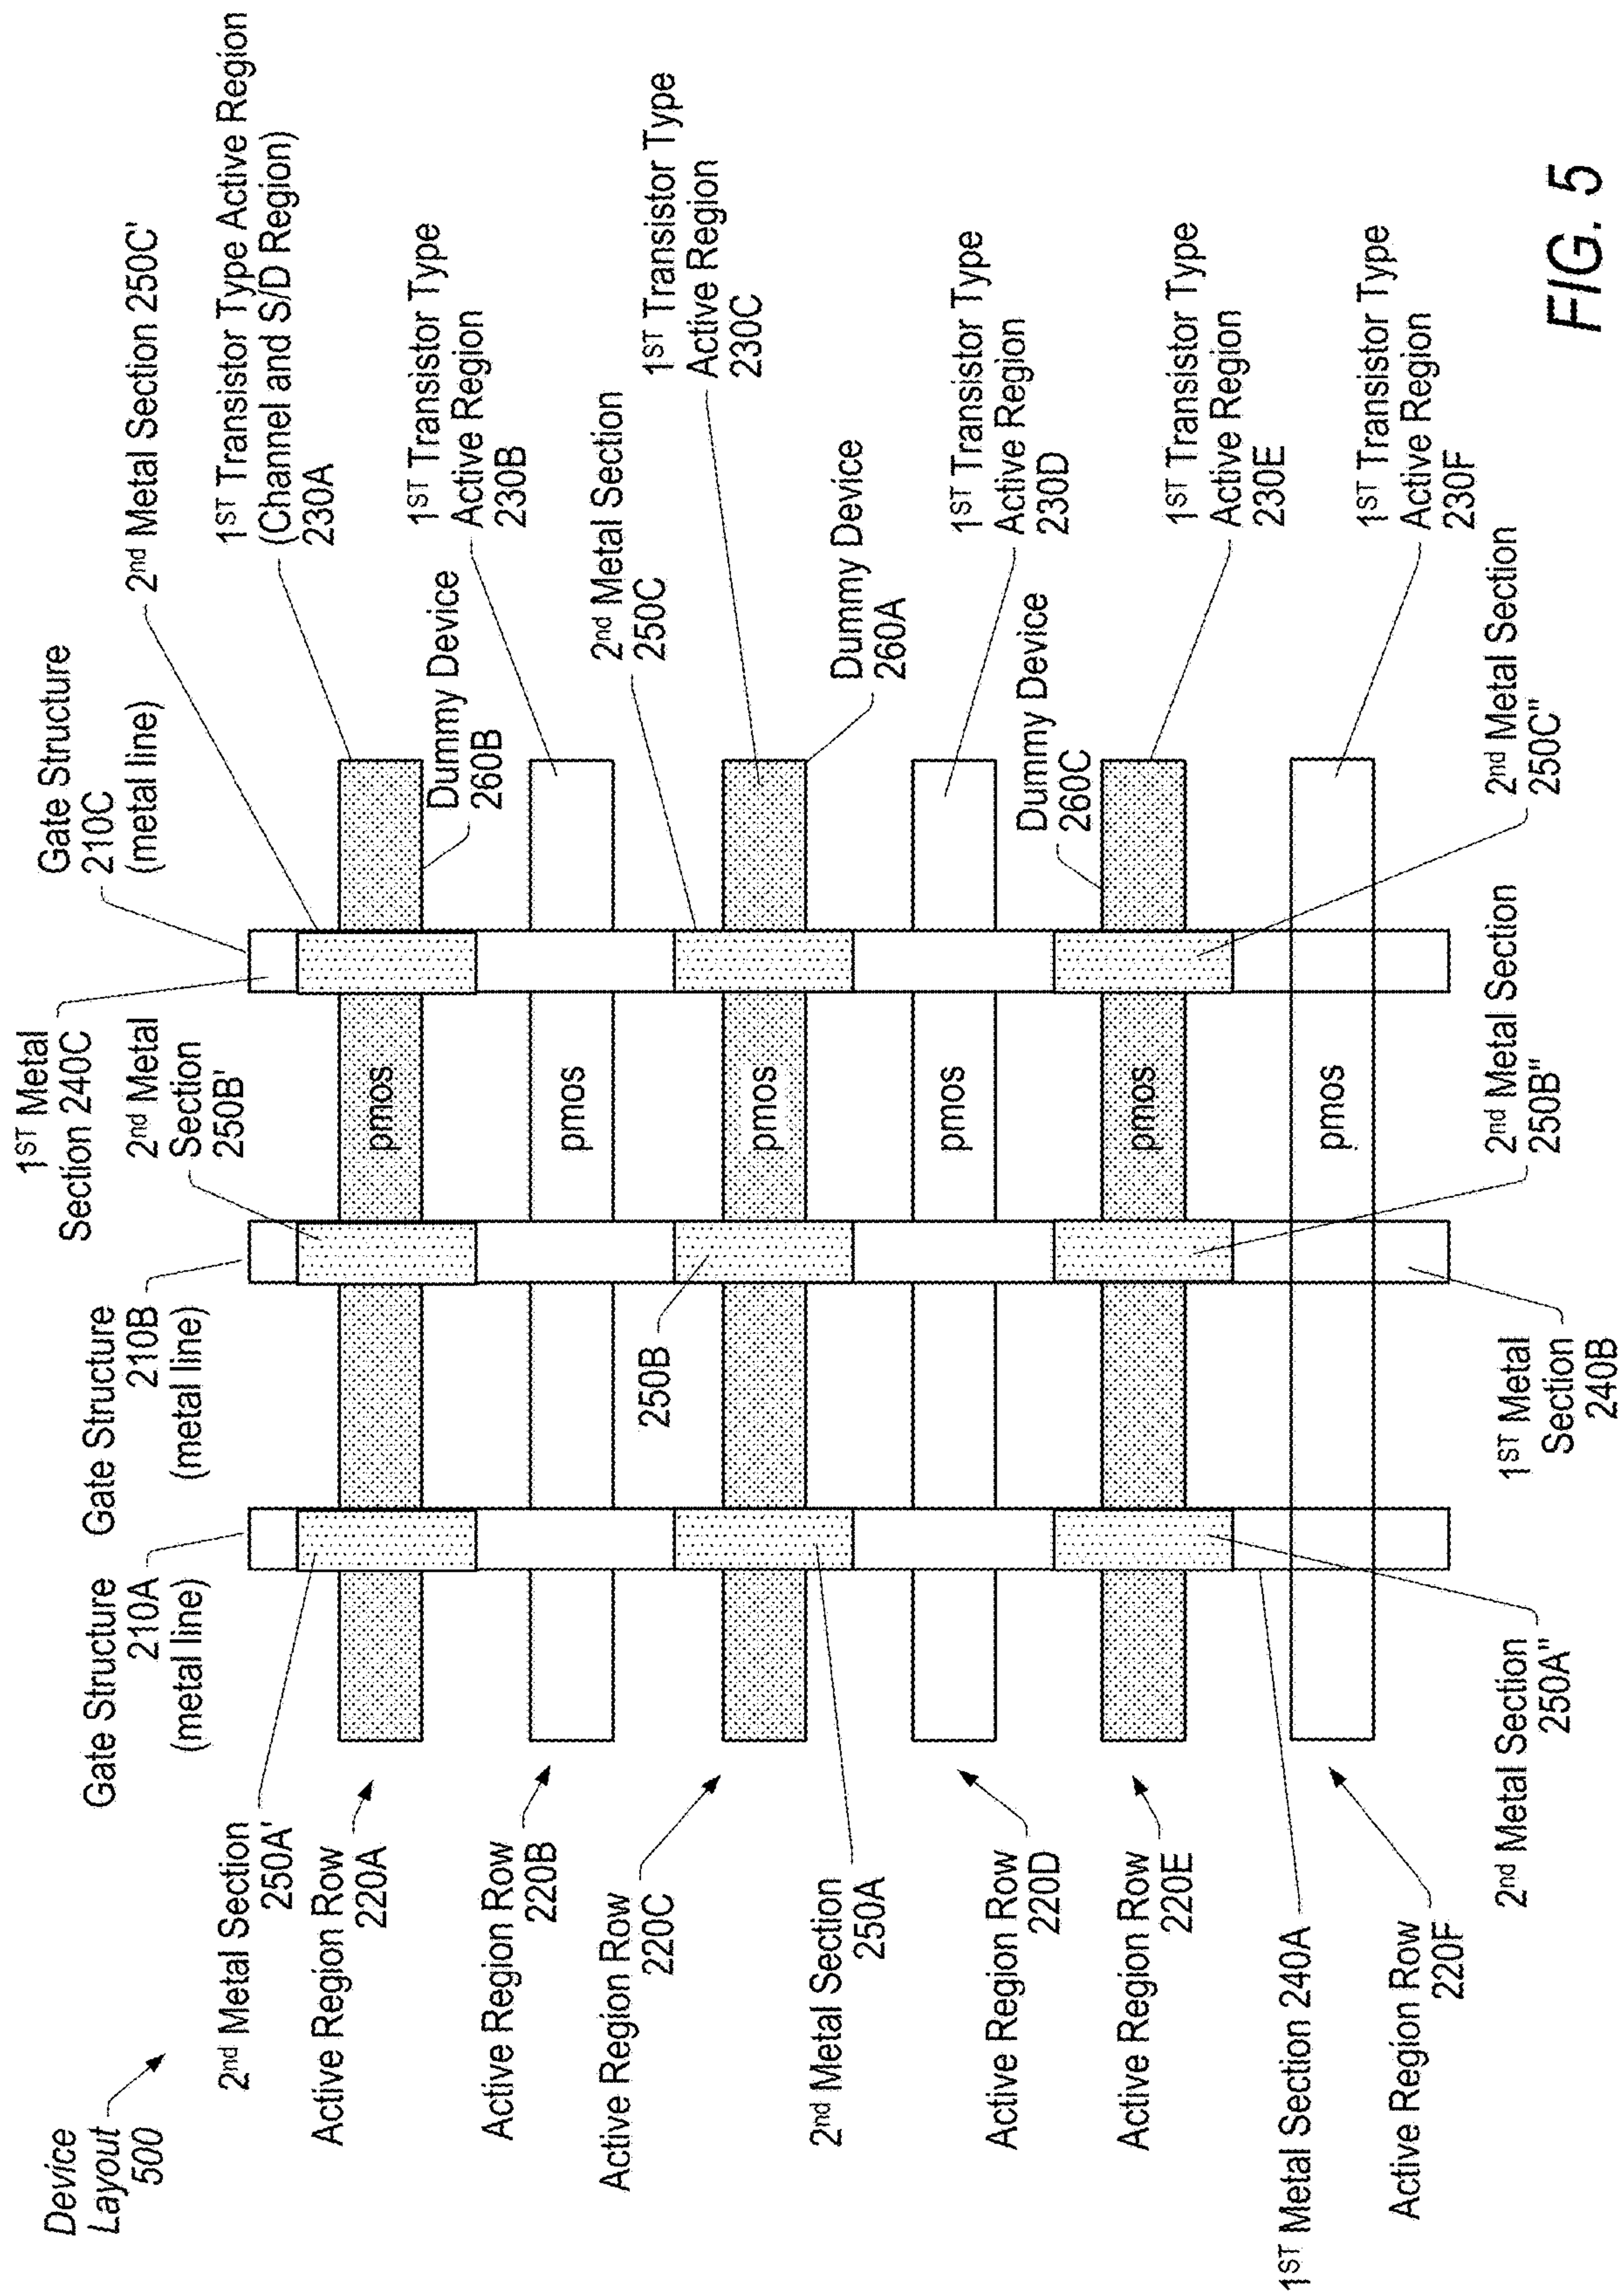 Device
Layout
500
Gate Structure
210A
(metal line)
Gate Structure
210B
(metal line)
1ST Metal
Section 240C
Gate Structure
210C
(metal line)
2nd Metal
Section
250B'
2nd Metal Section 250C'
1ST Transistor Type Active Region
(Channel and S/D Region)
230A
2nd Metal Section
250A'
Active Region Row
220A
pmos
Dummy Device
260B
1ST Transistor Type
Active Region
230B
Active Region Row
220B
pmos
2nd Metal Section
250C
1ST Transistor Type
Active Region
230C
Active Region Row
220C
250B
pmos
Dummy Device
260A
2nd Metal Section
250A
1ST Transistor Type
Active Region
230D
Active Region Row
220D
pmos
Dummy Device
260C
1ST Transistor Type
Active Region
230E
Active Region Row
220E
pmos
1ST Transistor Type
Active Region
230F
1ST Metal Section 240A
Active Region Row
220F
pmos
2nd Metal Section
250A"
1ST Metal
Section
240B
2nd Metal Section
250B"
2nd Metal Section
250C"
FIG. 5